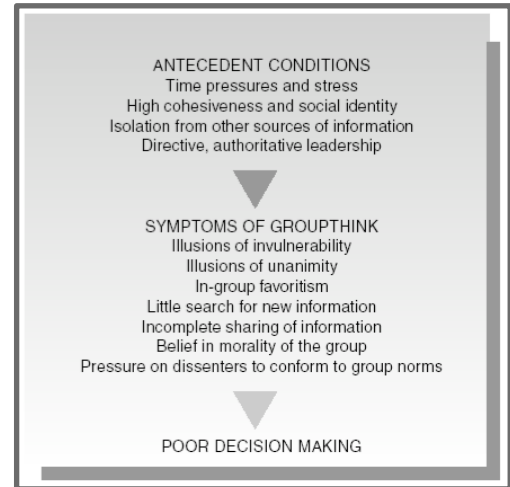 ANTECEDENT CONDITIONS
Time pressures and stress
High cohesiveness and social identity
Isolation from other sources of information
Directive, authoritative leadership
SYMPTOMS OF GROUPTHINK
Illusions of invulnerability
Illusions of unanimity
In-group favoritism
Little search for new information
Incomplete sharing of information
Belief in morality of the group
Pressure on dissenters to conform to group norms
POOR DECISION MAKING